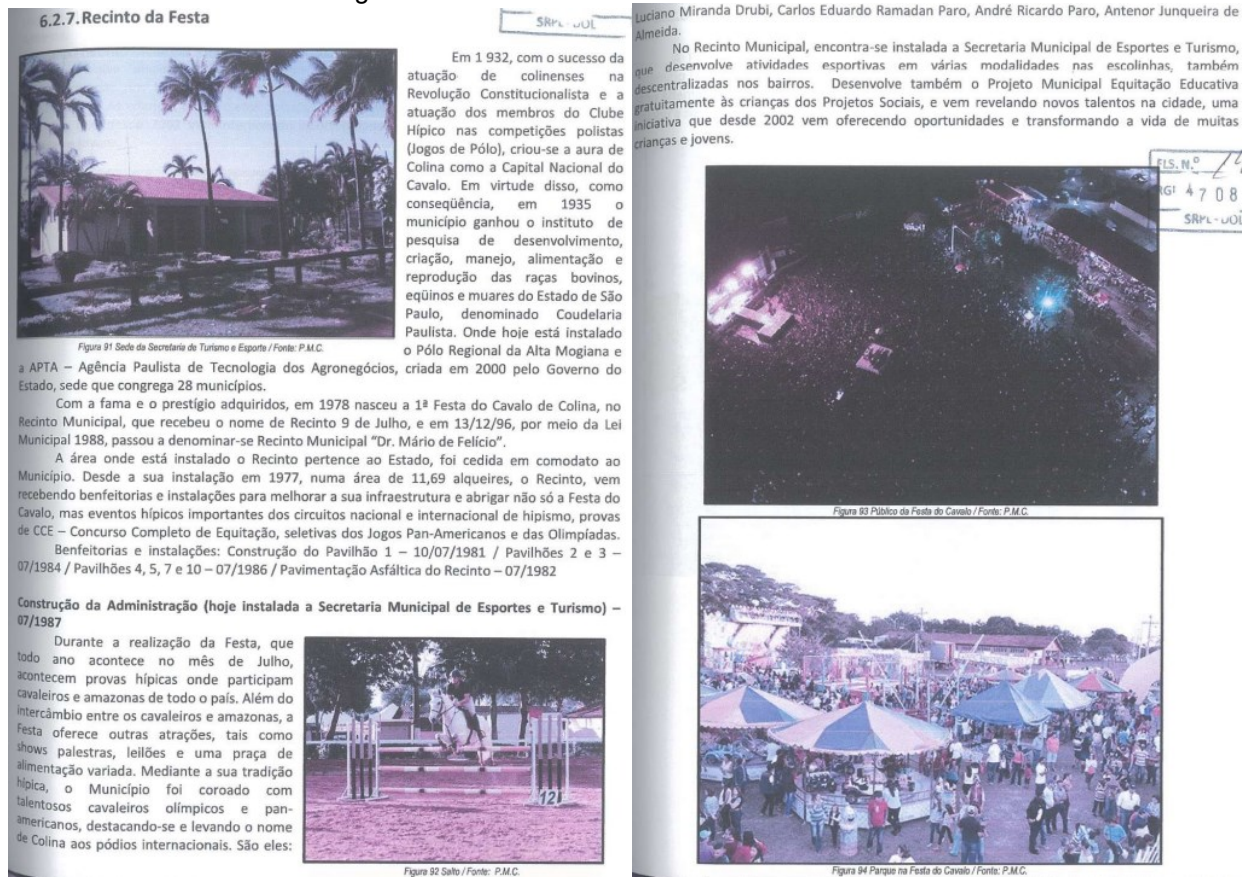 6.2.7. Recinto da Festa
SRPL - DOL
Em 1 932, com o sucesso da
atuação de colinenses na
Revolução Constitucionalista e a
atuação dos membros do Clube
Hípico nas competições polistas
(Jogos de Pólo), criou-se a aura de
Colina como a Capital Nacional do
Cavalo. Em virtude disso, como
conseqüência, em 1935 o
município ganhou o instituto de
pesquisa de desenvolvimento,
criação, manejo, alimentação e
reprodução das raças bovinos,
eqüinos e muares do Estado de São
Paulo, denominado Coudelaria
Paulista. Onde hoje está instalado
o Pólo Regional da Alta Mogiana e
Figura 91 Sede da Secretaria de Turismo e Esporte / Fonte: P.M.C.
a APTA – Agência Paulista de Tecnologia dos Agronegócios, criada em 2000 pelo Governo do
Estado, sede que congrega 28 municípios.
Com a fama e o prestígio adquiridos, em 1978 nasceu a 1ª Festa do Cavalo de Colina, no
Recinto Municipal, que recebeu o nome de Recinto 9 de Julho, e em 13/12/96, por meio da Lei
Municipal 1988, passou a denominar-se Recinto Municipal “Dr. Mário de Felício”.
A área onde está instalado o Recinto pertence ao Estado, foi cedida em comodato ao
Município. Desde a sua instalação em 1977, numa área de 11,69 alqueires, o Recinto, vem
recebendo benfeitorias e instalações para melhorar a sua infraestrutura e abrigar não só a Festa do
Cavalo, mas eventos hípicos importantes dos circuitos nacional e internacional de hipismo, provas
de CCE – Concurso Completo de Equitação, seletivas dos Jogos Pan-Americanos e das Olimpíadas.
Benfeitorias e instalações: Construção do Pavilhão 1 – 10/07/1981 / Pavilhões 2 e 3 –
07/1984 / Pavilhões 4, 5, 7 e 10 – 07/1986 / Pavimentação Asfáltica do Recinto – 07/1982
Construção da Administração (hoje instalada a Secretaria Municipal de Esportes e Turismo) –
07/1987
Durante a realização da Festa, que
todo ano acontece no mês de Julho,
acontecem provas hípicas onde participam
cavaleiros e amazonas de todo o país. Além do
intercâmbio entre os cavaleiros e amazonas, a
Festa oferece outras atrações, tais como
shows palestras, leilões e uma praça de
alimentação variada. Mediante a sua tradição
hípica, o Município foi coroado com
talentosos cavaleiros olímpicos e pan-
americanos, destacando-se e levando o nome
de Colina aos pódios internacionais. São eles:
12
Figura 92 Salto / Fonte: P.M.C.
Luciano Miranda Drubi, Carlos Eduardo Ramadan Paro, André Ricardo Paro, Antenor Junqueira de
Almeida.
No Recinto Municipal, encontra-se instalada a Secretaria Municipal de Esportes e Turismo,
que desenvolve atividades esportivas em várias modalidades nas escolinhas, também
descentralizadas nos bairros. Desenvolve também o Projeto Municipal Equitação Educativa
gratuitamente às crianças dos Projetos Sociais, e vem revelando novos talentos na cidade, uma
iniciativa que desde 2002 vem oferecendo oportunidades e transformando a vida de muitas
crianças e jovens.
FLS. N.º
RGI 4708
SRPL - DOL
Figura 93 Público da Festa do Cavalo / Fonte: P.M.C.
Figura 94 Parque na Festa do Cavalo / Fonte: P.M.C.